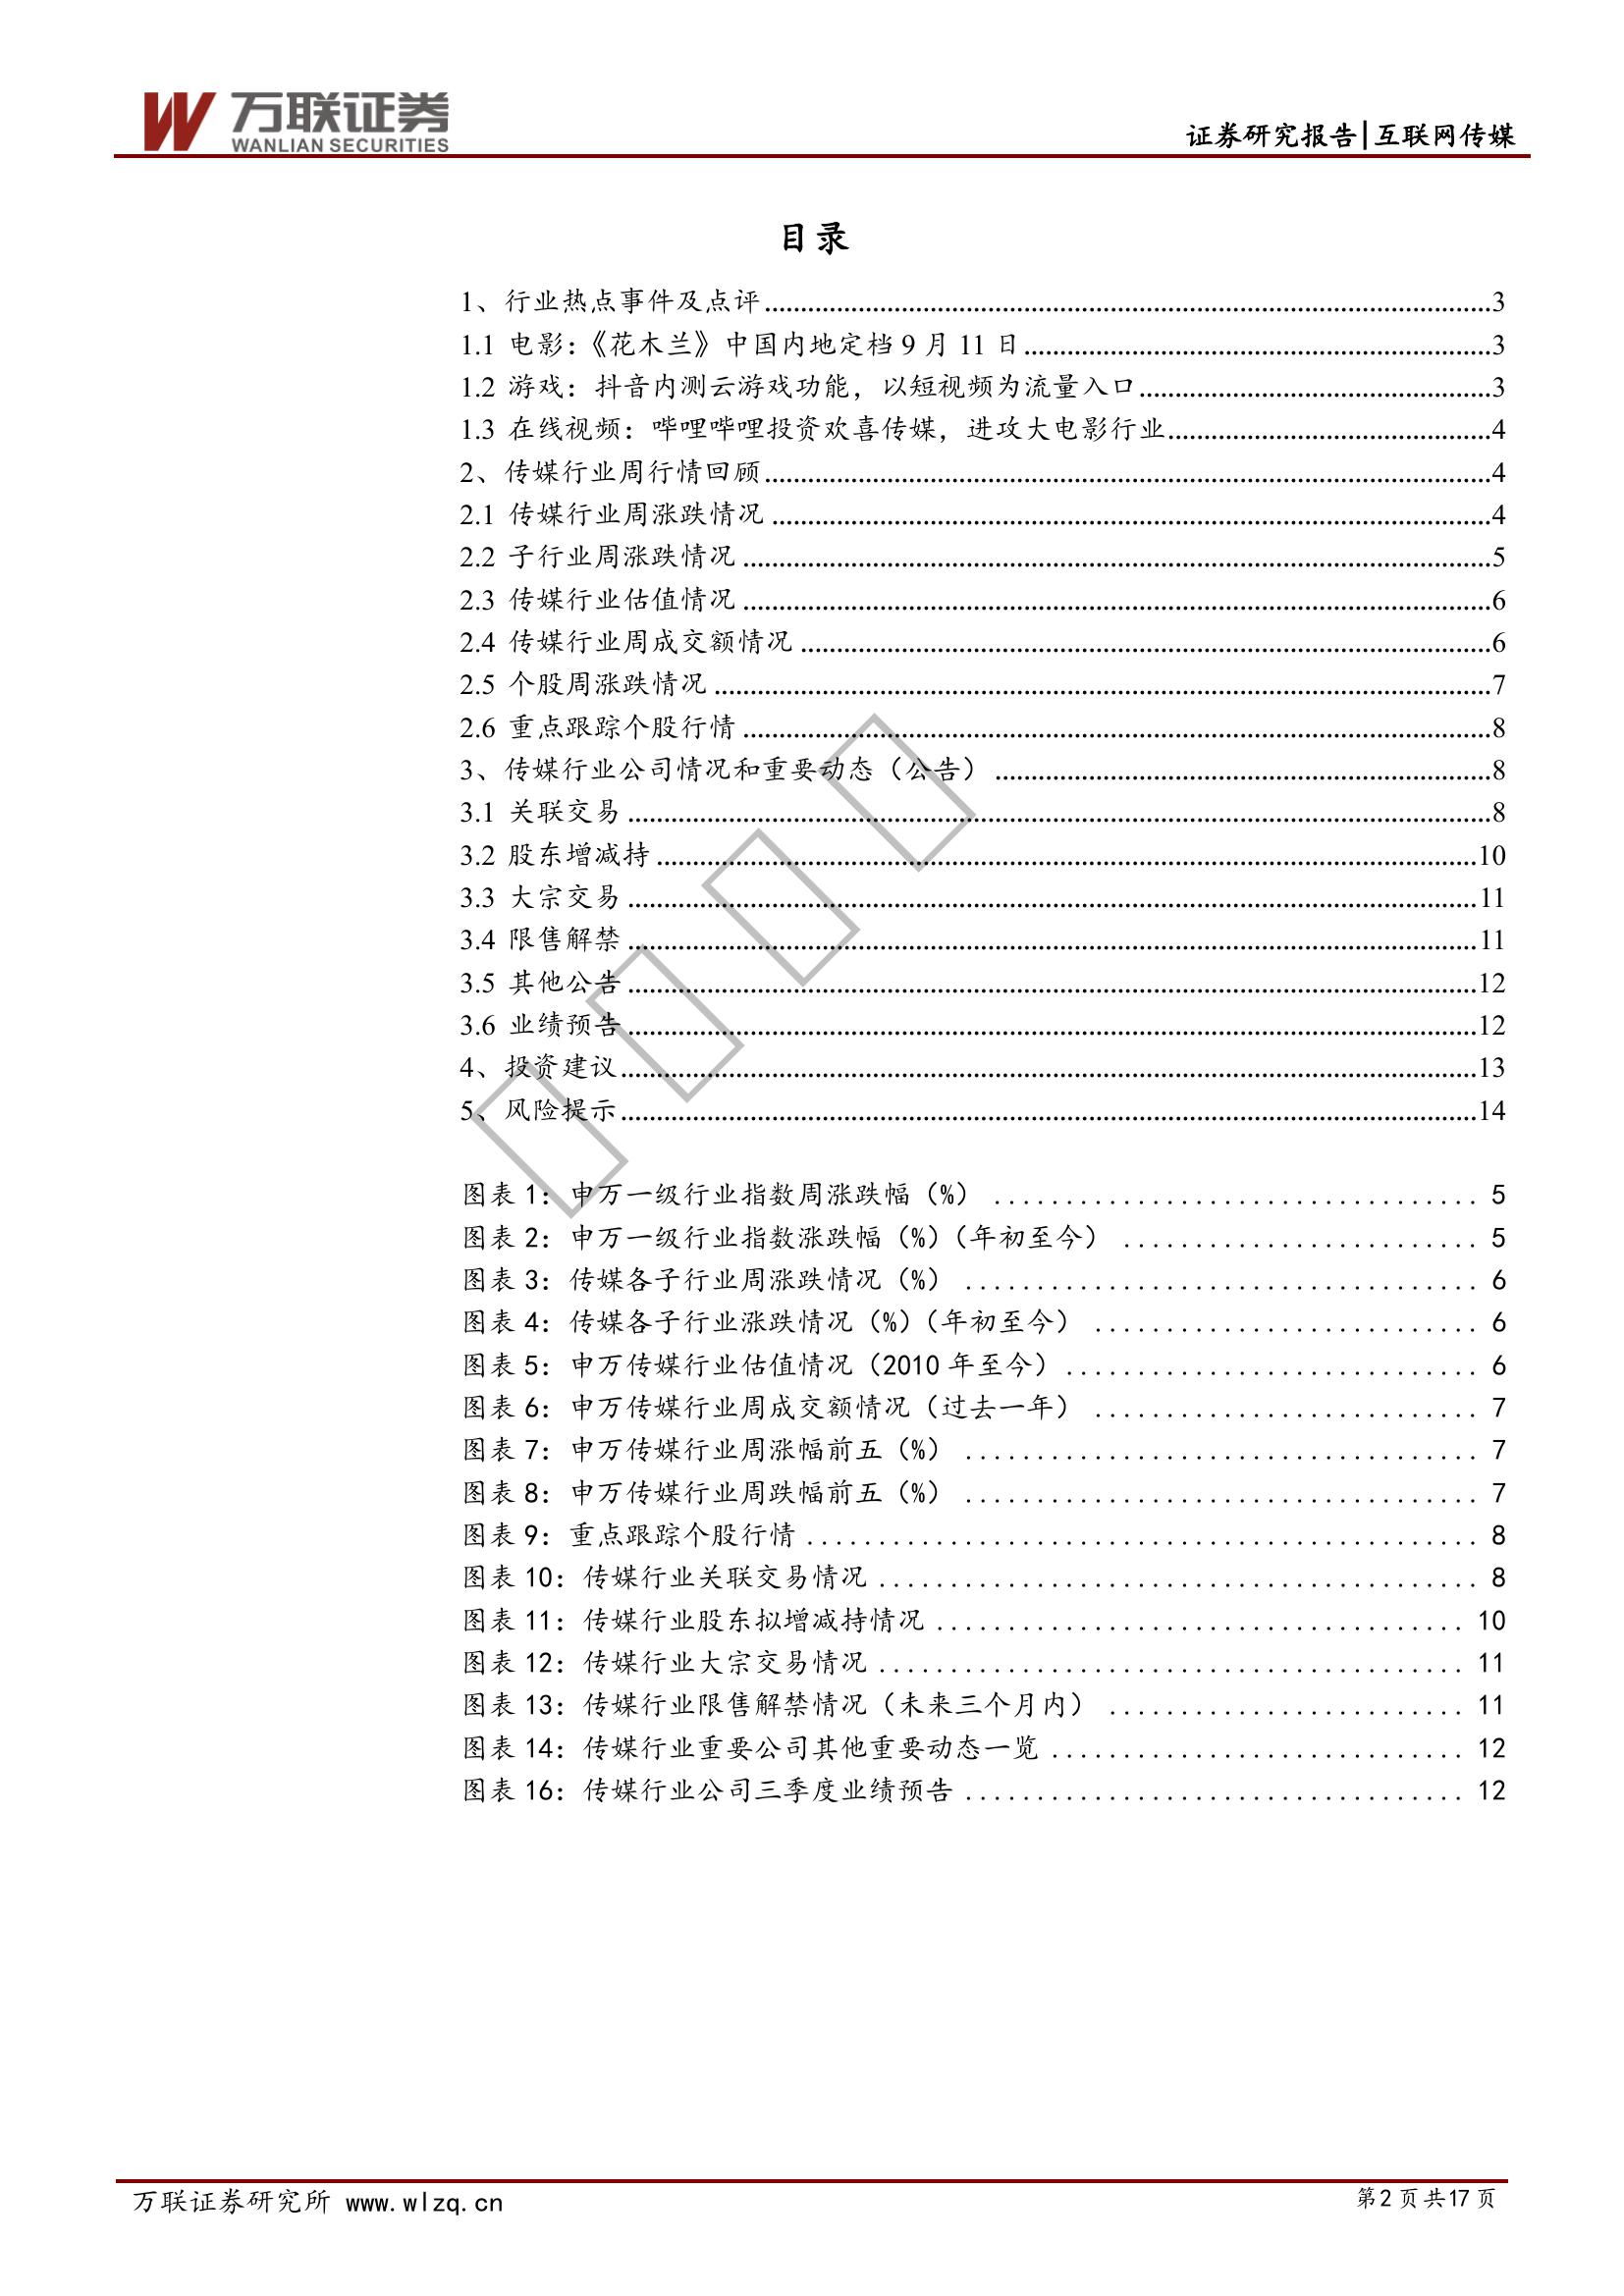 万联证券
WANLIAN SECURITIES
证券研究报告|互联网传媒
目录
1、行业热点事件及点评..........3
1.1 电影：《花木兰》中国内地定档 9 月 11 日..........3
1.2 游戏：抖音内测云游戏功能，以短视频为流量入口..........3
1.3 在线视频：哔哩哔哩投资欢喜传媒，进攻大电影行业..........4
2、传媒行业周行情回顾..........4
2.1 传媒行业周涨跌情况..........4
2.2 子行业周涨跌情况..........5
2.3 传媒行业估值情况..........6
2.4 传媒行业周成交额情况..........6
2.5 个股周涨跌情况..........7
2.6 重点跟踪个股行情..........8
3、传媒行业公司情况和重要动态（公告）..........8
3.1 关联交易..........8
3.2 股东增减持..........10
3.3 大宗交易..........11
3.4 限售解禁..........11
3.5 其他公告..........12
3.6 业绩预告..........12
4、投资建议..........13
5、风险提示..........14
图表 1：申万一级行业指数周涨跌幅（%）..........5
图表 2：申万一级行业指数涨跌幅（%）（年初至今）..........5
图表 3：传媒各子行业周涨跌情况（%）..........6
图表 4：传媒各子行业涨跌情况（%）（年初至今）..........6
图表 5：申万传媒行业估值情况（2010 年至今）..........6
图表 6：申万传媒行业周成交额情况（过去一年）..........7
图表 7：申万传媒行业周涨幅前五（%）..........7
图表 8：申万传媒行业周跌幅前五（%）..........7
图表 9：重点跟踪个股行情..........8
图表 10：传媒行业关联交易情况..........8
图表 11：传媒行业股东拟增减持情况..........10
图表 12：传媒行业大宗交易情况..........11
图表 13：传媒行业限售解禁情况（未来三个月内）..........11
图表 14：传媒行业重要公司其他重要动态一览..........12
图表 16：传媒行业公司三季度业绩预告..........12
万联证券研究所 www.wlzq.cn
第 2 页 共 17 页